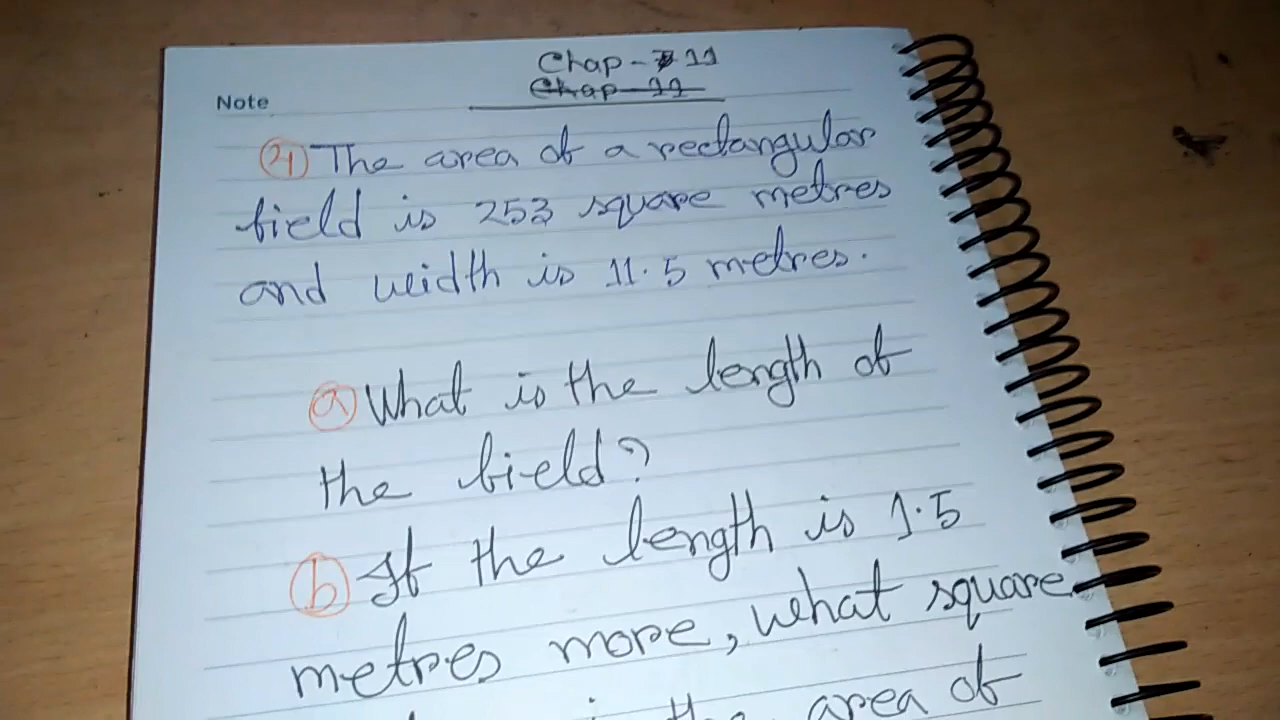 Chap - 11
Chap - 11
Note
④ The area of a rectangular
field is 253 square metres
and width is 11.5 metres.
ⓐ What is the length of
the field?
ⓑ If the length is 1.5
metres more, what square
is the area of